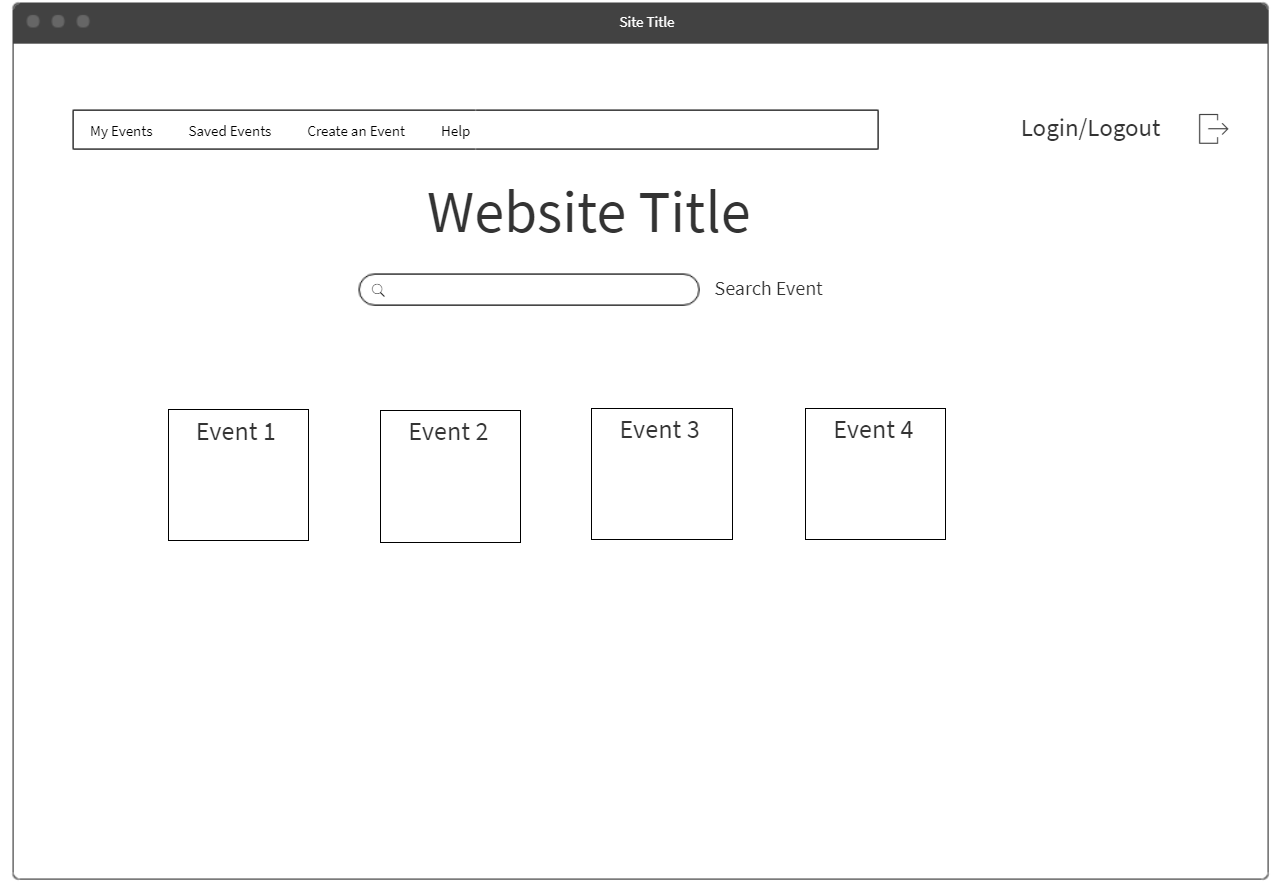 Site Title
My Events Saved Events Create an Event Help
Login/Logout
Website Title
Search Event
Event 1
Event 2
Event 3
Event 4